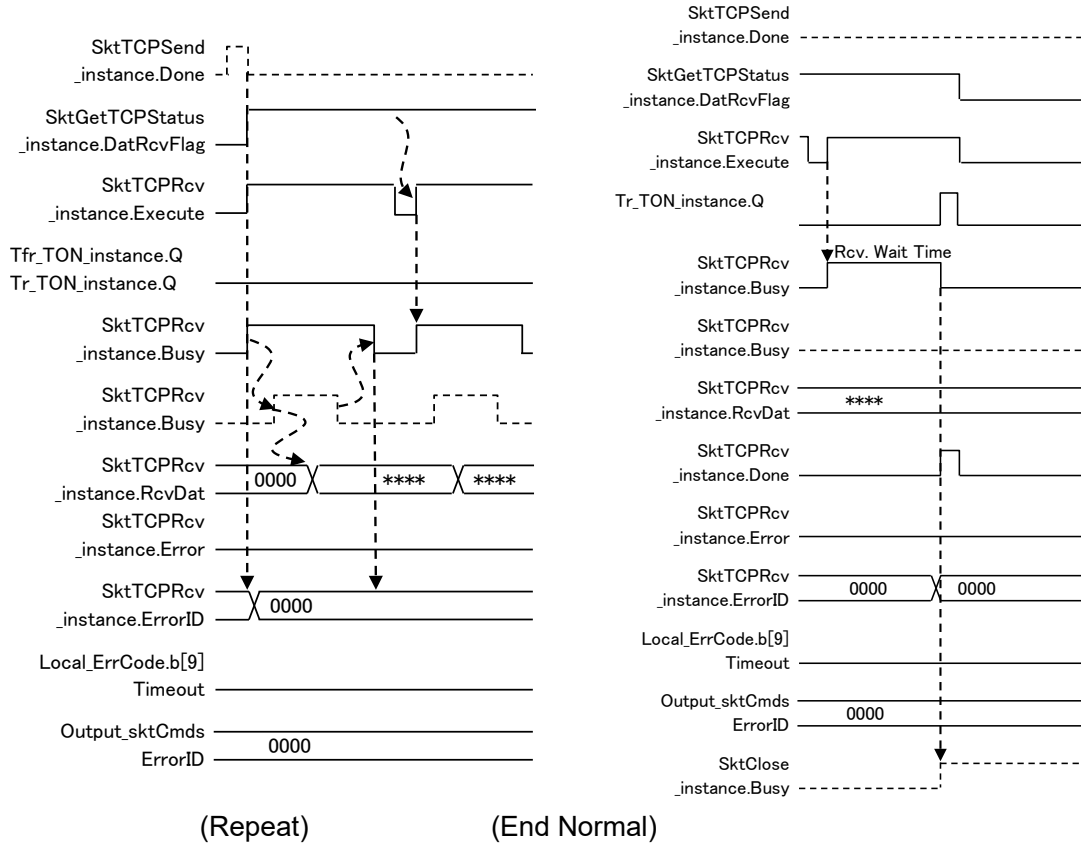 SktTCPSend
_instance.Done
SktGetTCPStatus
_instance.DatRcvFlag
SktTCPRcv
_instance.Execute
Tfr_TON_instance.Q
Tr_TON_instance.Q
SktTCPRcv
_instance.Busy
SktTCPRcv
_instance.Busy
SktTCPRcv
_instance.RcvDat
0000 **** ****
SktTCPRcv
_instance.Error
SktTCPRcv
_instance.ErrorID
0000
Local_ErrCode.b[9]
Timeout
Output_sktCmds
ErrorID
0000
(Repeat)
SktTCPSend
_instance.Done
SktGetTCPStatus
_instance.DatRcvFlag
SktTCPRcv
_instance.Execute
Tr_TON_instance.Q
Rcv. Wait Time
SktTCPRcv
_instance.Busy
SktTCPRcv
_instance.Busy
SktTCPRcv
_instance.RcvDat
****
SktTCPRcv
_instance.Done
SktTCPRcv
_instance.Error
SktTCPRcv
_instance.ErrorID
0000 0000
Local_ErrCode.b[9]
Timeout
Output_sktCmds
ErrorID
0000
SktClose
_instance.Busy
(End Normal)